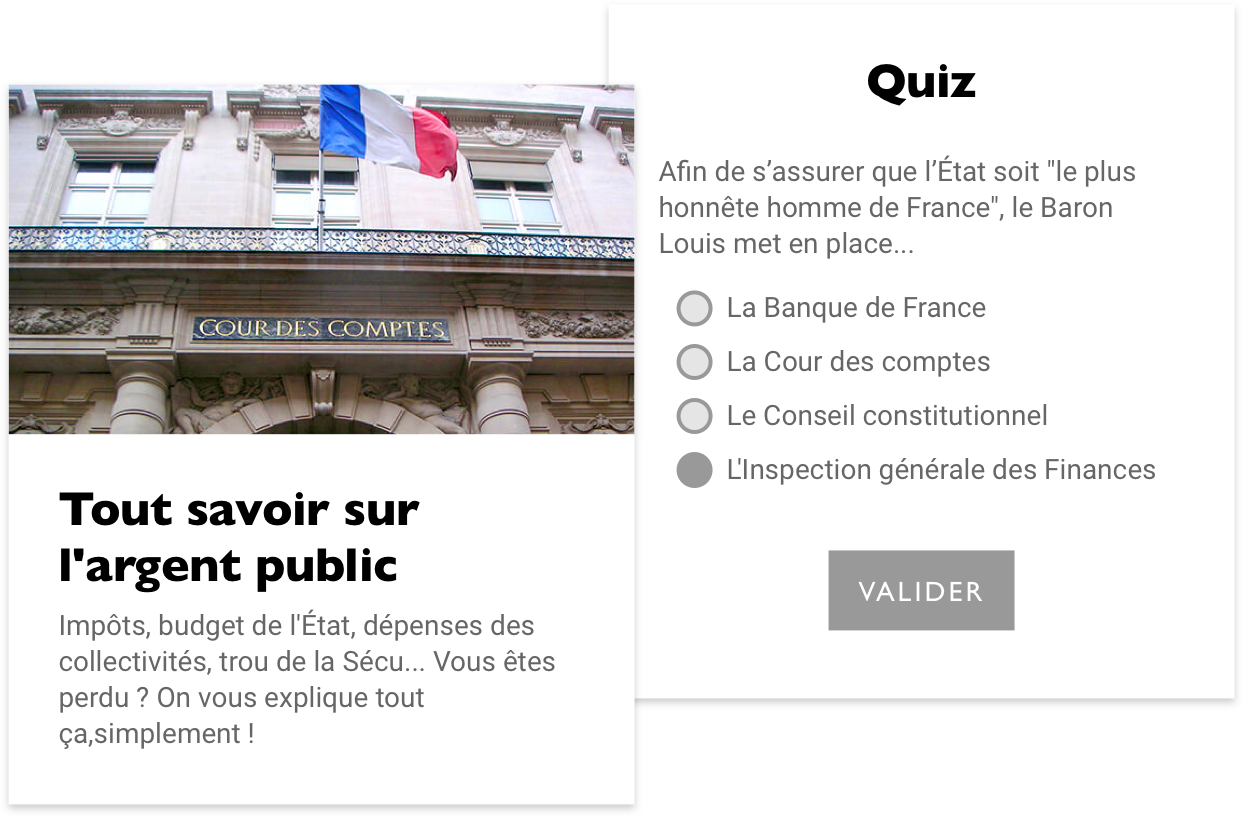 COUR DES COMPTES
Tout savoir sur
l'argent public
Impôts, budget de l'État, dépenses des
collectivités, trou de la Sécu... Vous êtes
perdu ? On vous explique tout
ça,simplement !
Quiz
Afin de s’assurer que l’État soit "le plus
honnête homme de France", le Baron
Louis met en place...
La Banque de France
La Cour des comptes
Le Conseil constitutionnel
L'Inspection générale des Finances
VALIDER